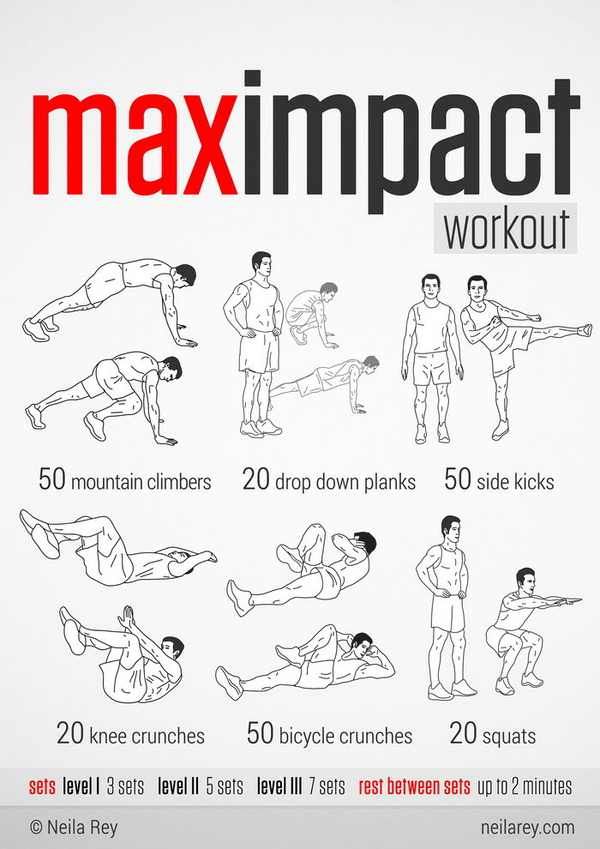 maximpact
workout
50 mountain climbers
20 drop down planks
50 side kicks
20 knee crunches
50 bicycle crunches
20 squats
sets level I 3 sets level II 5 sets level III 7 sets rest between sets up to 2 minutes
© Neila Rey
neilarey.com